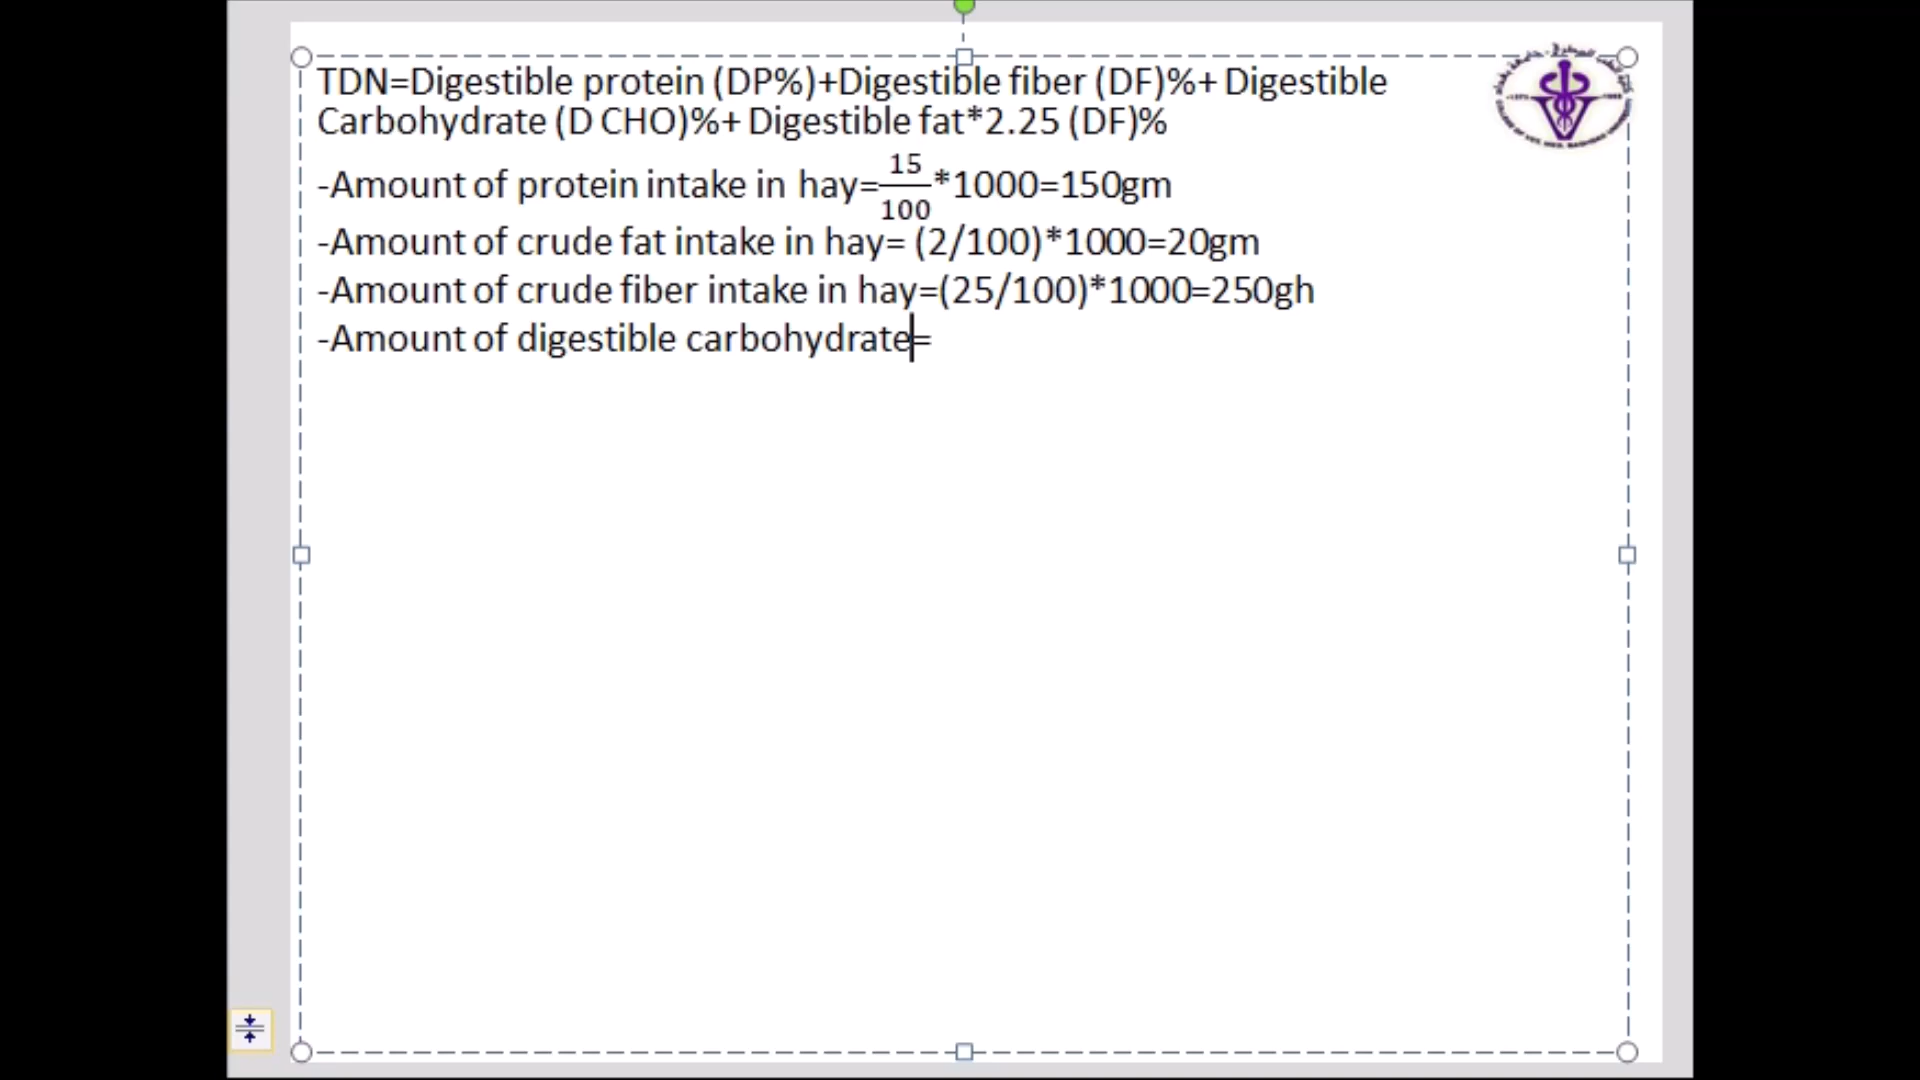 TDN=Digestible protein (DP%)+Digestible fiber (DF)%+ Digestible
Carbohydrate (D CHO)%+ Digestible fat*2.25 (DF)%
-Amount of protein intake in hay=15/100*1000=150gm
-Amount of crude fat intake in hay= (2/100)*1000=20gm
-Amount of crude fiber intake in hay=(25/100)*1000=250gh
-Amount of digestible carbohydrate=